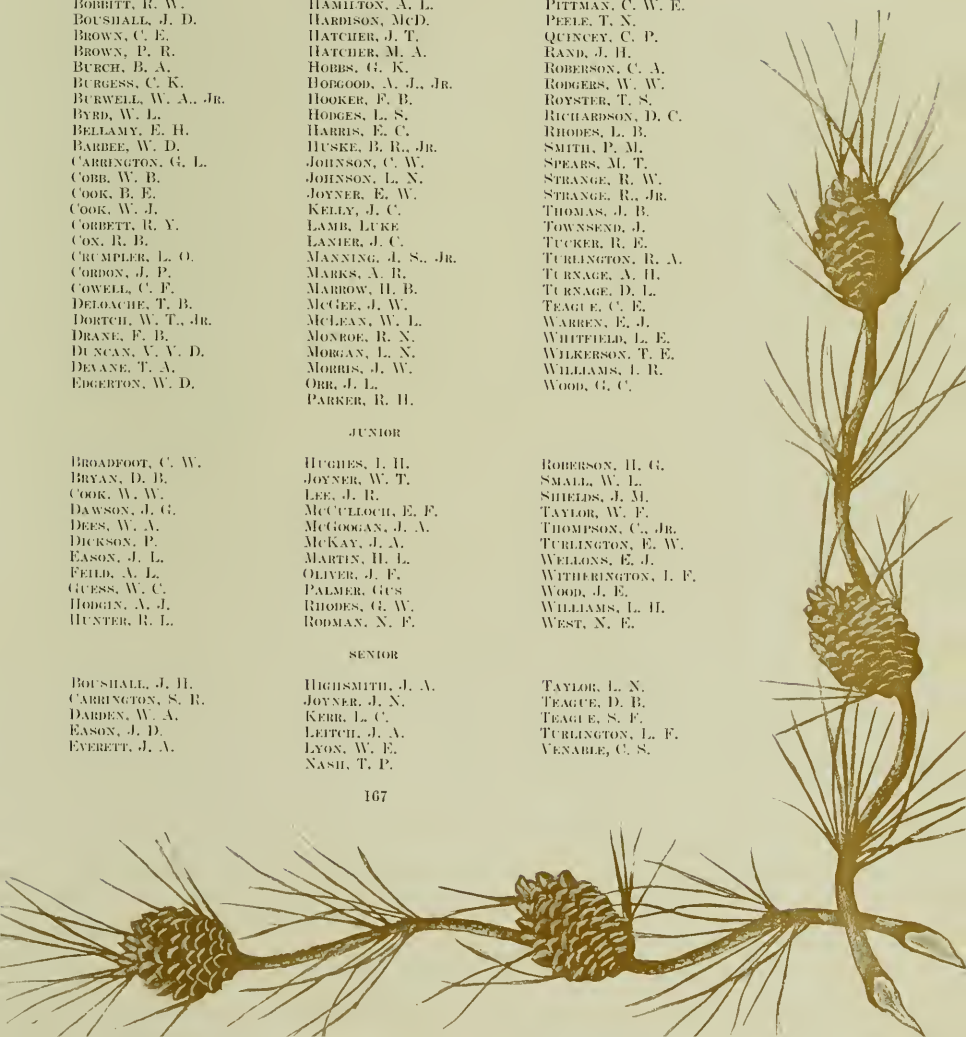 BOBBITT, R. W.
BOUSHALL, J. D.
BROWN, C. E.
BROWN, P. R.
BURCH, B. A.
BURGESS, C. K.
BURWELL, W. A., JR.
BYRD, W. L.
BELLAMY, E. H.
BARBEE, W. D.
CARRINGTON, G. L.
COBB, W. B.
COOK, B. E.
COOK, W. J.
CORBETT, R. Y.
COX, R. B.
CRUMPLER, L. O.
CORDON, J. P.
COWELL, C. F.
DELOACHE, T. B.
DORTCH, W. T., JR.
DRANE, F. B.
DUNCAN, V. V. D.
DEVANE, T. A.
EDGERTON, W. D.
HAMILTON, A. L.
HARDISON, MCD.
HATCHER, J. T.
HATCHER, M. A.
HOBBS, G. K.
HOBGOOD, A. J., JR.
HOOKER, F. B.
HODGES, L. S.
HARRIS, E. C.
HUSKE, B. R., JR.
JOHNSON, C. W.
JOHNSON, L. N.
JOYNER, E. W.
KELLY, J. C.
LAMB, LUKE
LANIER, J. C.
MANNING, J. S., JR.
MARKS, A. R.
MARROW, H. B.
MCGEE, J. W.
MCLEAN, W. L.
MONROE, R. N.
MORGAN, L. N.
MORRIS, J. W.
ORR, J. L.
PARKER, R. H.
PITTMAN, C. W. E.
PEELE, T. N.
QUINCEY, C. P.
RAND, J. H.
ROBERSON, C. A.
RODGERS, W. W.
ROYSTER, T. S.
RICHARDSON, D. C.
RHODES, L. B.
SMITH, P. M.
SPEARS, M. T.
STRANGE, R. W.
STRANGE, R., JR.
THOMAS, J. B.
TOWNSEND, J.
TUCKER, R. E.
TURLINGTON, R. A.
TURNAGE, A. H.
TURNAGE, D. L.
TEAGUE, C. E.
WARREN, E. J.
WHITFIELD, L. E.
WILKERSON, T. E.
WILLIAMS, I. R.
WOOD, G. C.
JUNIOR
BROADFOOT, C. W.
BRYAN, D. B.
COOK, W. W.
DAWSON, J. G.
DEES, W. A.
DICKSON, P.
EASON, J. L.
FEILD, A. L.
GUESS, W. C.
HODGIN, A. J.
HUNTER, R. L.
HUGHES, I. H.
JOYNER, W. T.
LEE, J. R.
MCCULLOCH, E. F.
MCGOOGAN, J. A.
MCKAY, J. A.
MARTIN, H. L.
OLIVER, J. F.
PALMER, GUS
RHODES, G. W.
RODMAN, N. F.
ROBERSON, H. G.
SMALL, W. L.
SHIELDS, J. M.
TAYLOR, W. F.
THOMPSON, C., JR.
TURLINGTON, E. W.
WELLONS, E. J.
WITHERINGTON, I. F.
WOOD, J. E.
WILLIAMS, L. H.
WEST, N. E.
SENIOR
BOUSHALL, J. H.
CARRINGTON, S. R.
DARDEN, W. A.
EASON, J. D.
EVERETT, J. A.
HIGHSMITH, J. A.
JOYNER, J. N.
KERR, L. C.
LEITCH, J. A.
LYON, W. E.
NASH, T. P.
TAYLOR, L. N.
TEAGUE, D. B.
TEAGUE, S. F.
TURLINGTON, L. F.
VENABLE, C. S.
167